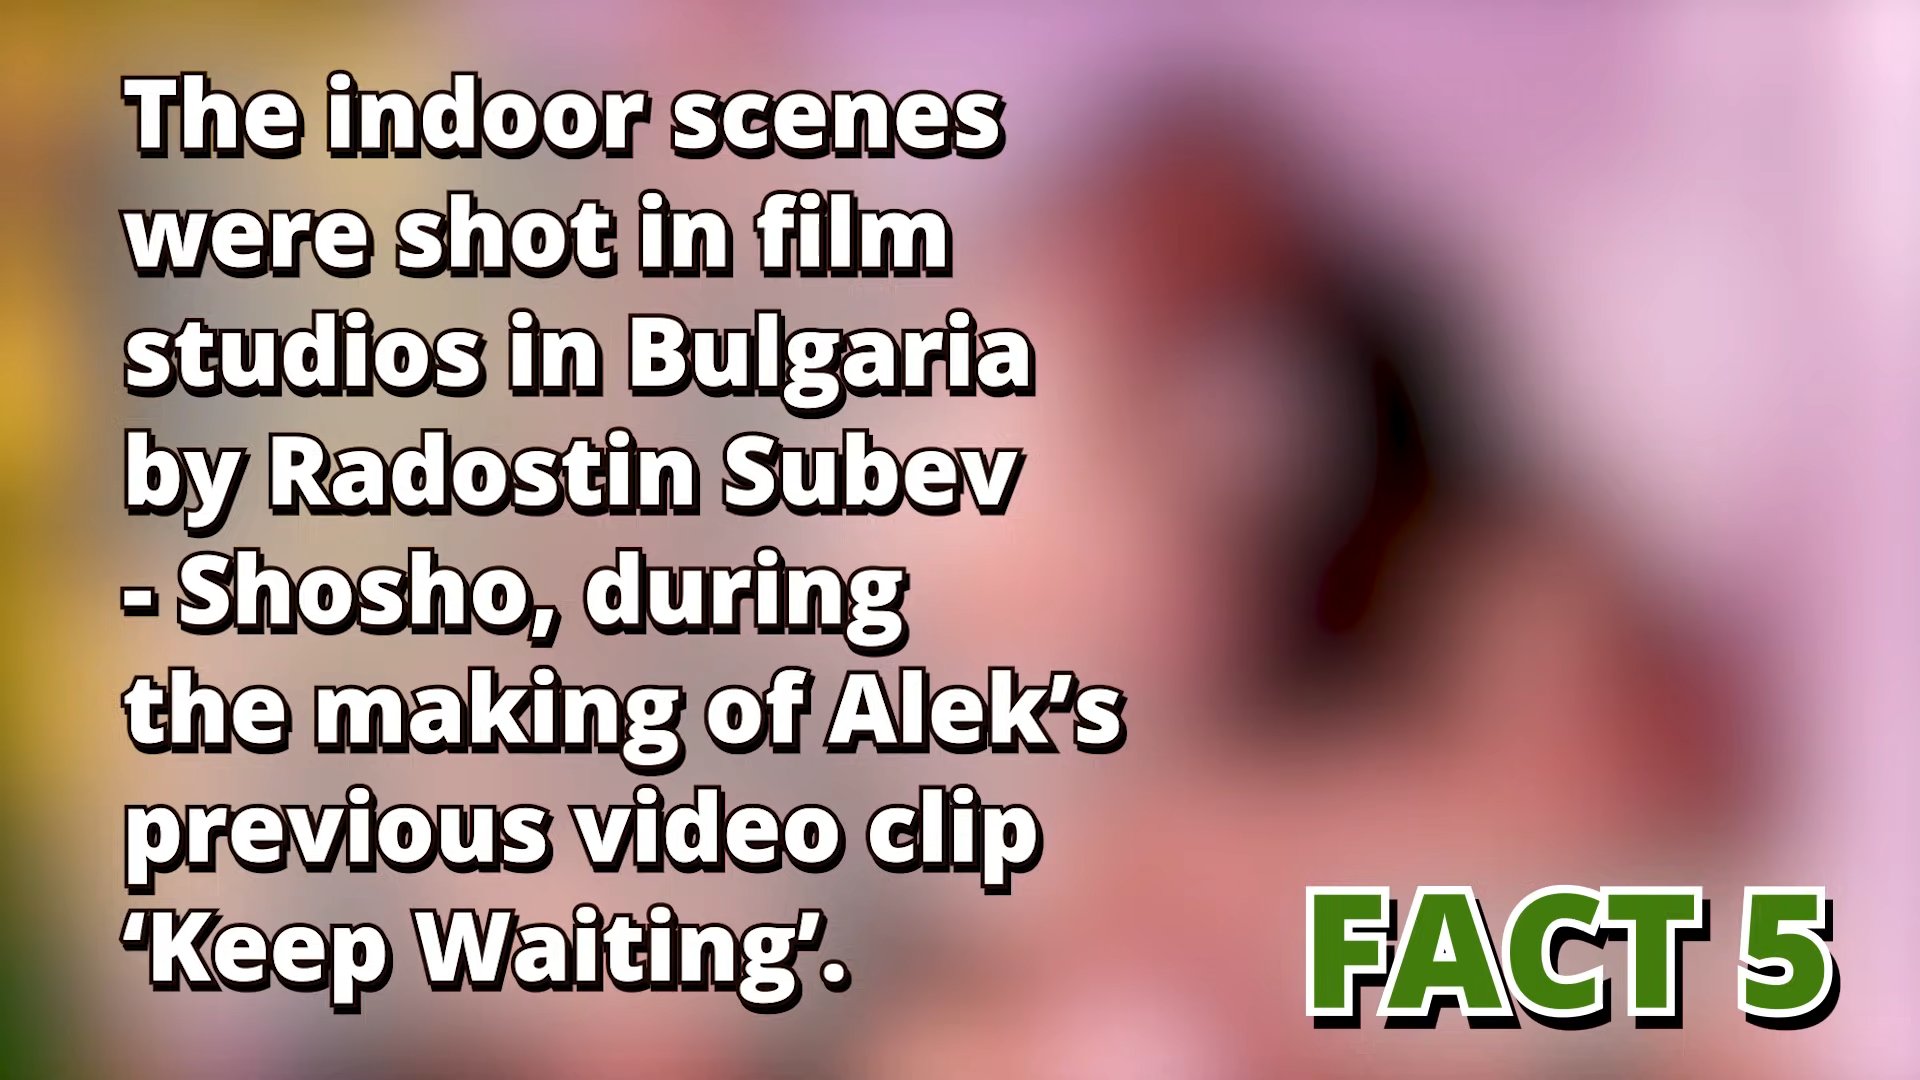 The indoor scenes
were shot in film
studios in Bulgaria
by Radostin Subev
- Shosho, during
the making of Alek’s
previous video clip
‘Keep Waiting’.
FACT 5